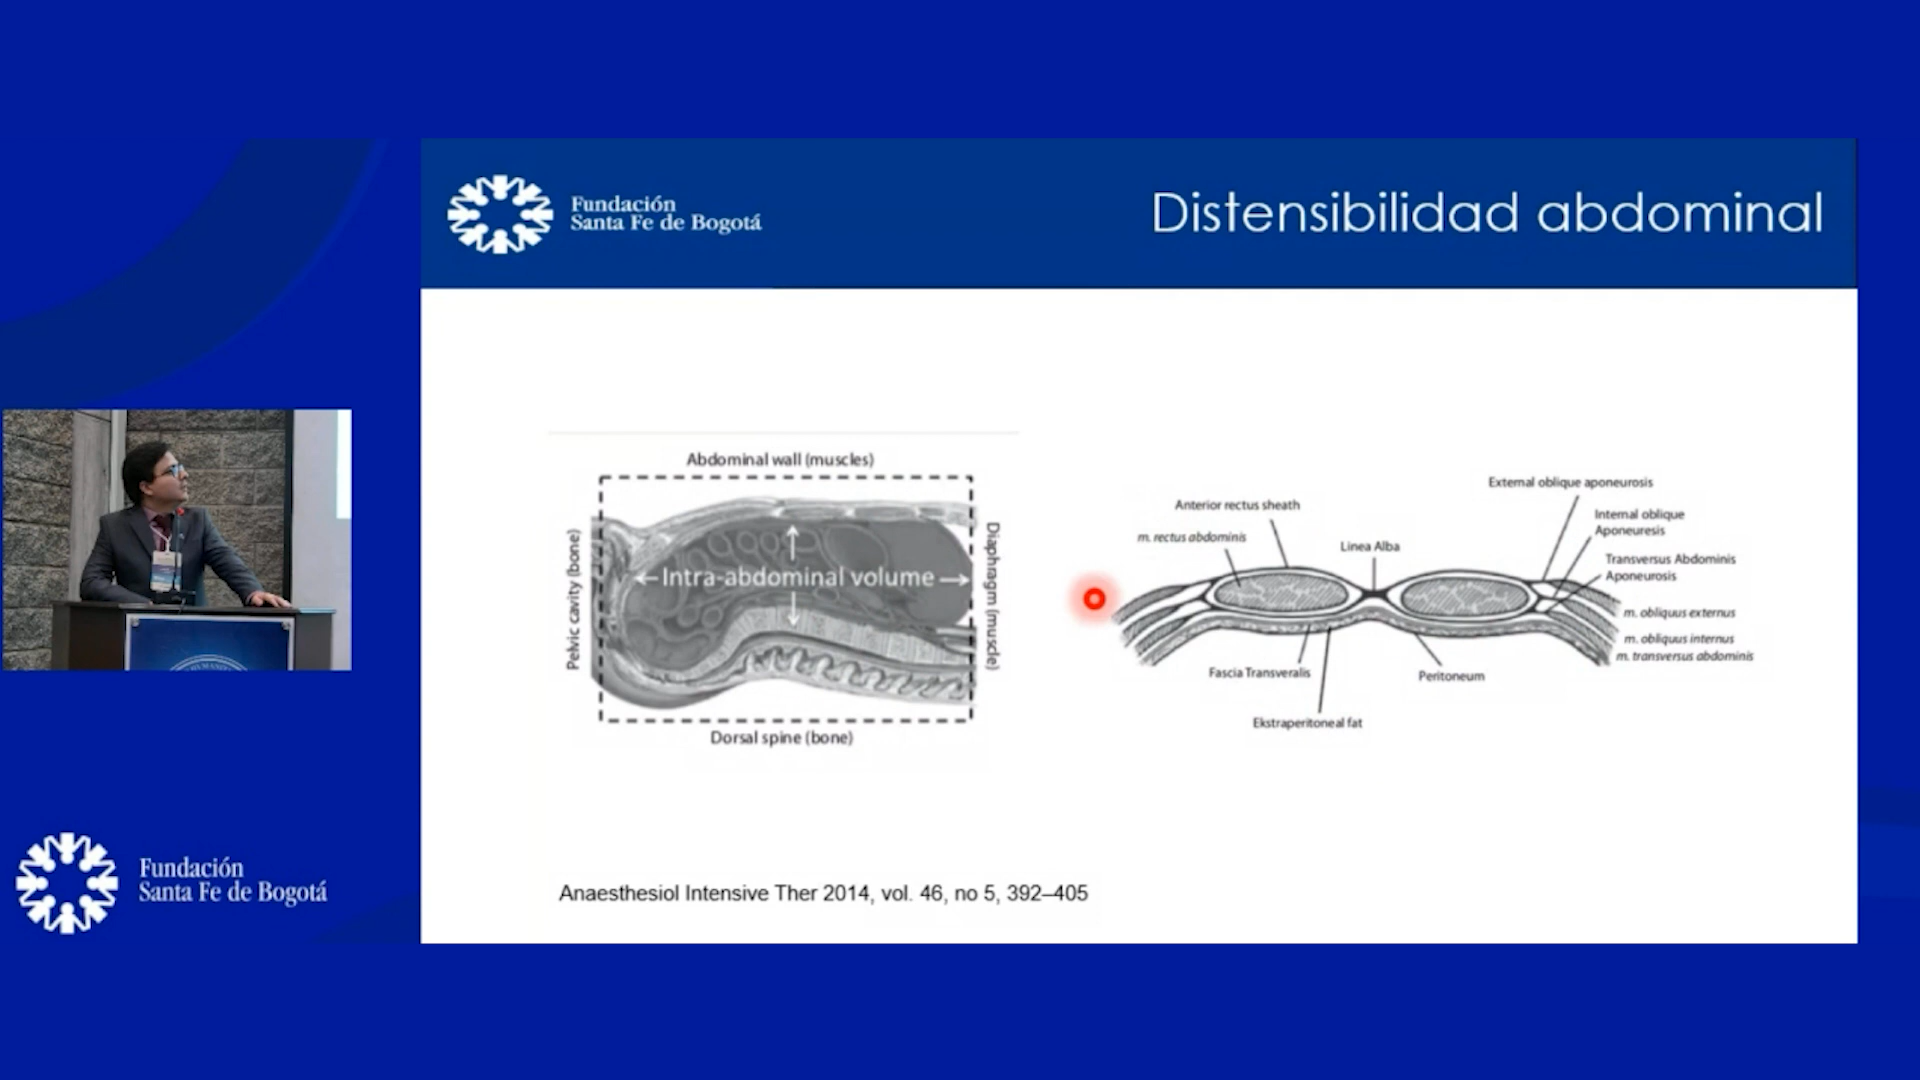 Fundación
Santa Fe de Bogotá
Distensibilidad abdominal
Abdominal wall (muscles)
Pelvic cavity (bone)
Intra-abdominal volume
Diaphragm (muscle)
Dorsal spine (bone)
External oblique aponeurosis
Anterior rectus sheath
Internal oblique
Aponeuresis
m. rectus abdominis
Linea Alba
Transversus Abdominis
Aponeurosis
m. obliquus externus
m. obliquus internus
m. transversus abdominis
Fascia Transveralis
Peritoneum
Ekstraperitoneal fat
Anaesthesiol Intensive Ther 2014, vol. 46, no 5, 392–405
Fundación
Santa Fe de Bogotá